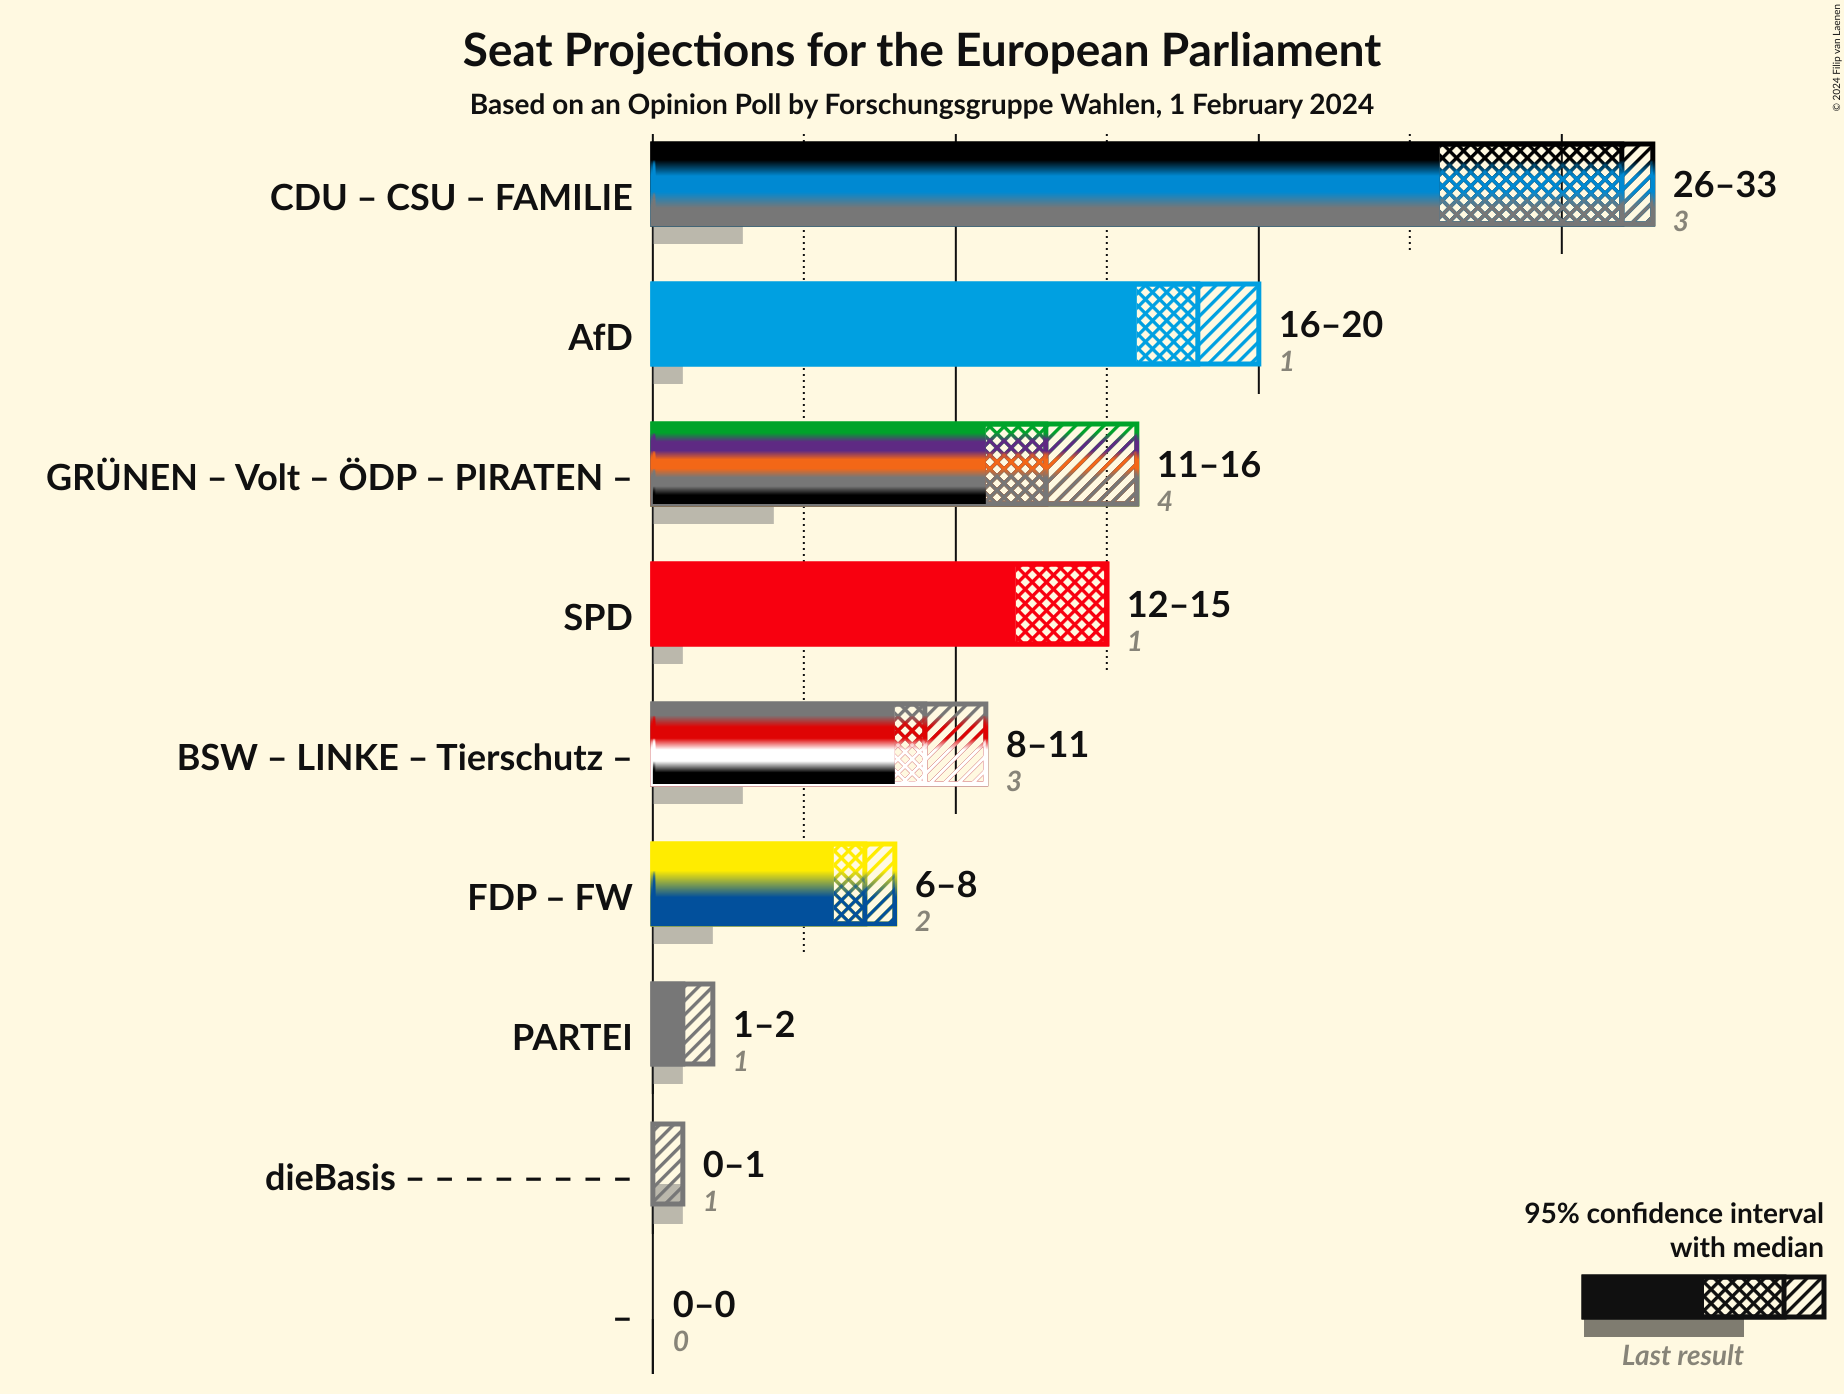 Seat Projections for the European Parliament
Based on an Opinion Poll by Forschungsgruppe Wahlen, 1 February 2024
© 2024 Filip van Laenen
CDU – CSU – FAMILIE
26–33
3
AfD
16–20
1
GRÜNEN – Volt – ÖDP – PIRATEN –
11–16
4
SPD
12–15
1
BSW – LINKE – Tierschutz –
8–11
3
FDP – FW
6–8
2
PARTEI
1–2
1
dieBasis – – – – – – – –
0–1
1
–
0–0
0
95% confidence interval
with median
Last result